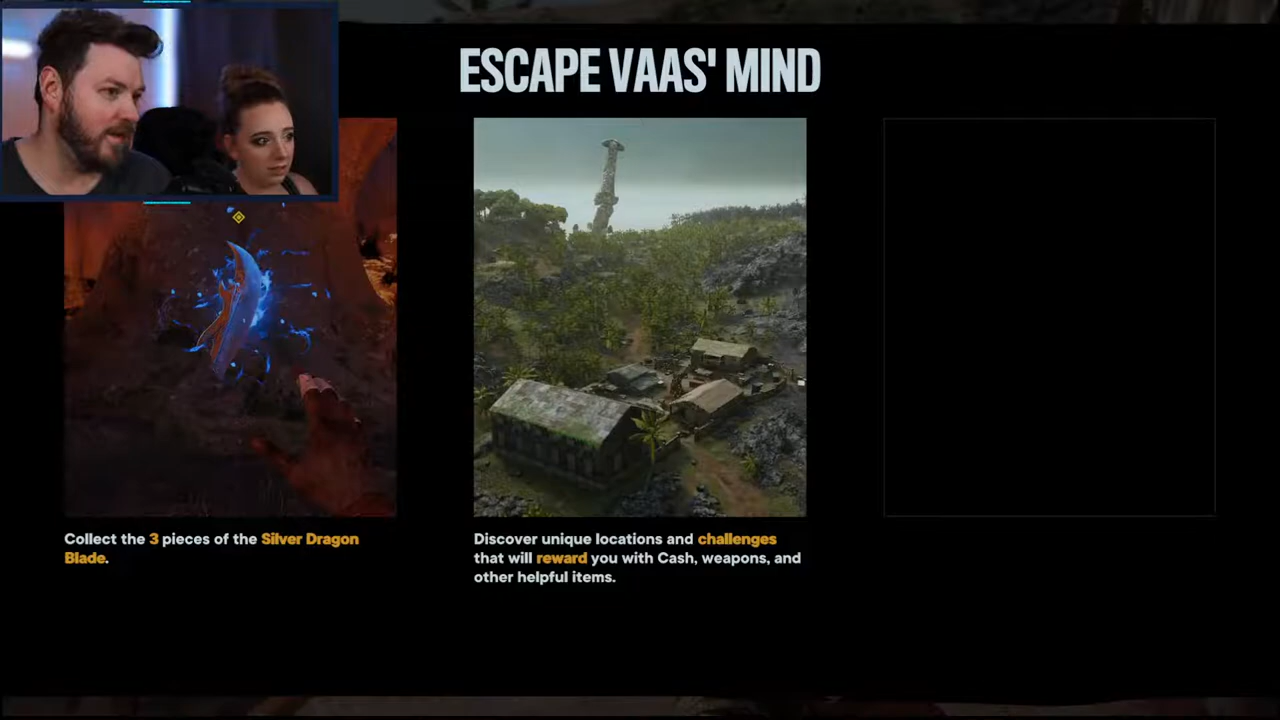 ESCAPE VAAS' MIND
Collect the 3 pieces of the Silver Dragon
Blade.
Discover unique locations and challenges
that will reward you with Cash, weapons, and
other helpful items.